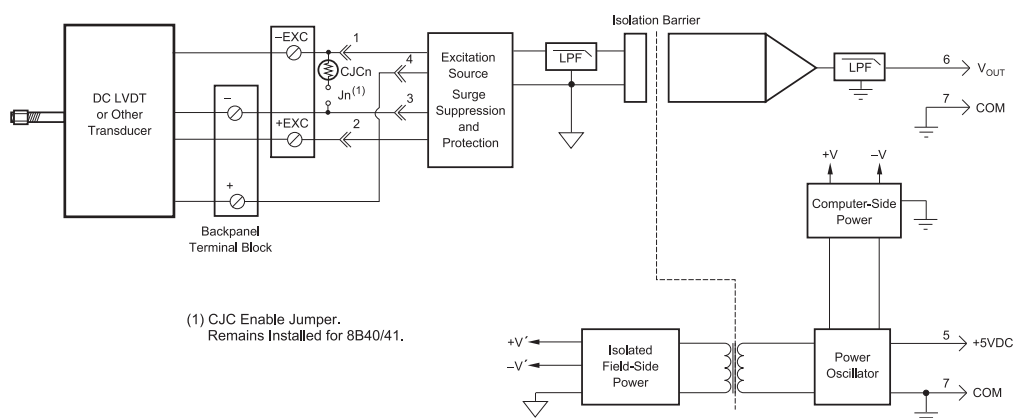 Isolation Barrier
–EXC
1
CJCn
Jn(1)
4
3
2
+EXC
DC LVDT
or Other
Transducer
–
+
Backpanel
Terminal Block
Excitation
Source
Surge
Suppression
and
Protection
LPF
LPF
6
VOUT
7
COM
+V
–V
Computer-Side
Power
(1) CJC Enable Jumper.
Remains Installed for 8B40/41.
+V´
–V´
Isolated
Field-Side
Power
Power
Oscillator
5
+5VDC
7
COM